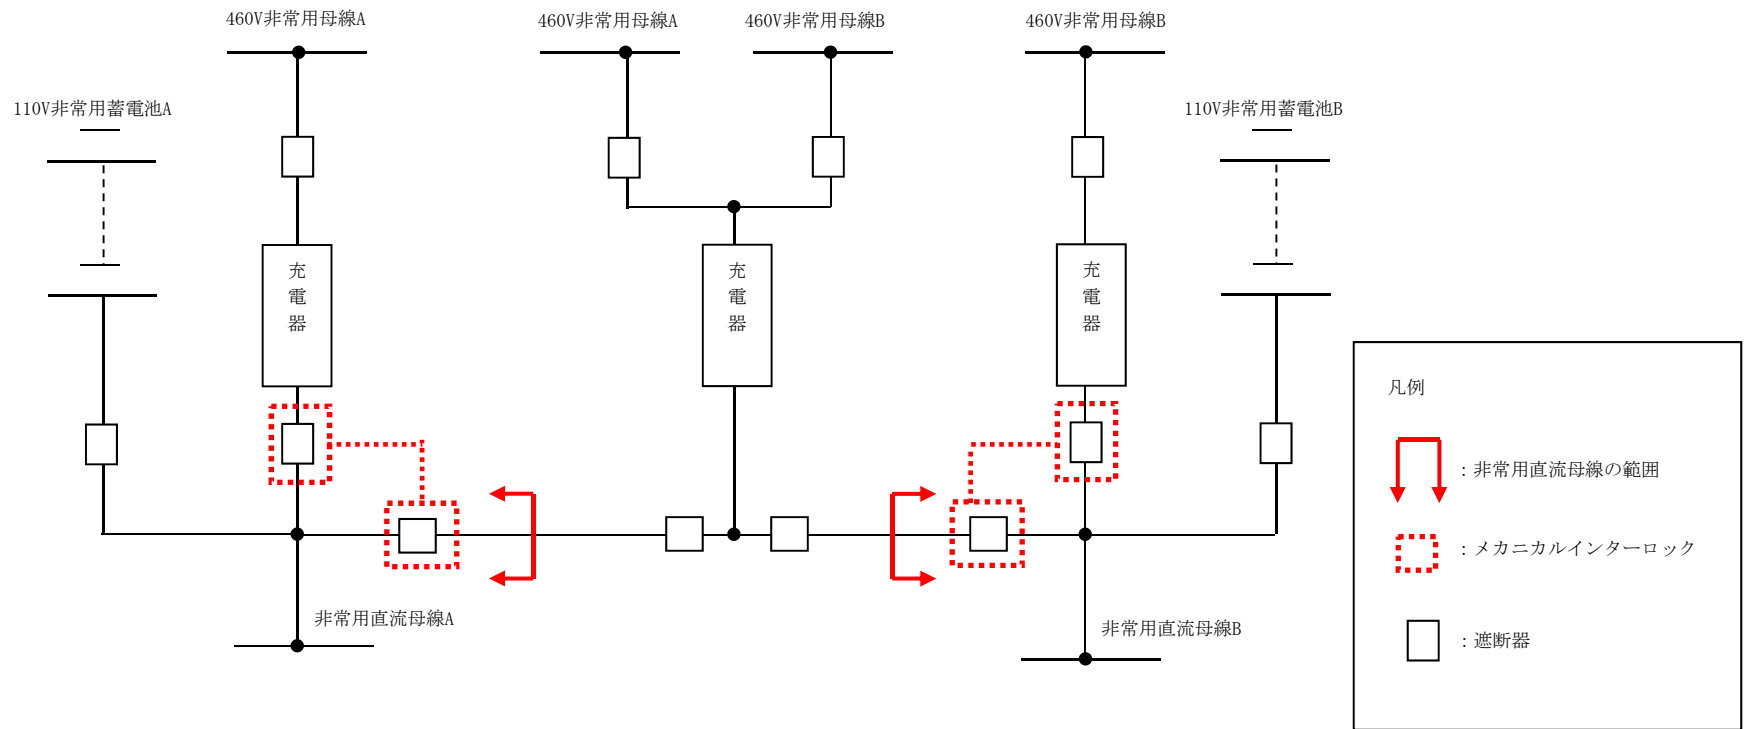 460V非常用母線A
460V非常用母線A
460V非常用母線B
460V非常用母線B
110V非常用蓄電池A
110V非常用蓄電池B
充電器
充電器
充電器
凡例
：非常用直流母線の範囲
：メカニカルインターロック
：遮断器
非常用直流母線A
非常用直流母線B